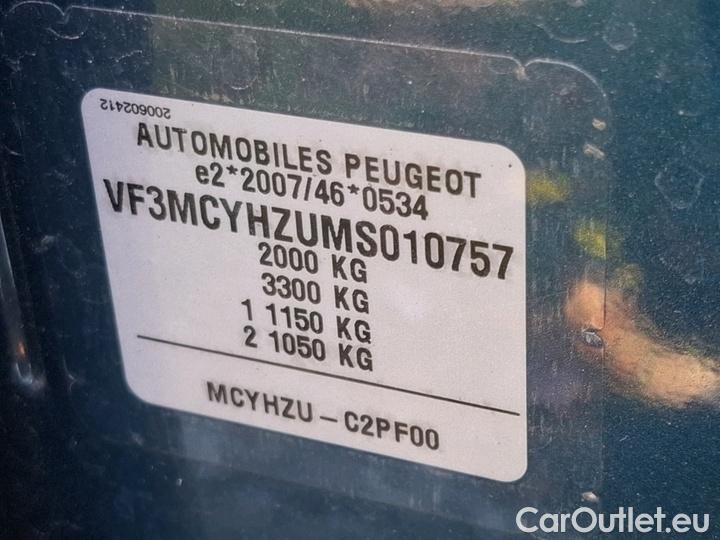 200602412
AUTOMOBILES PEUGEOT
e2*2007/46*0534
VF3MCYHZUMS010757
2000 KG
3300 KG
1 1150 KG
2 1050 KG
MCYHZU – C2PF00
CarOutlet.eu